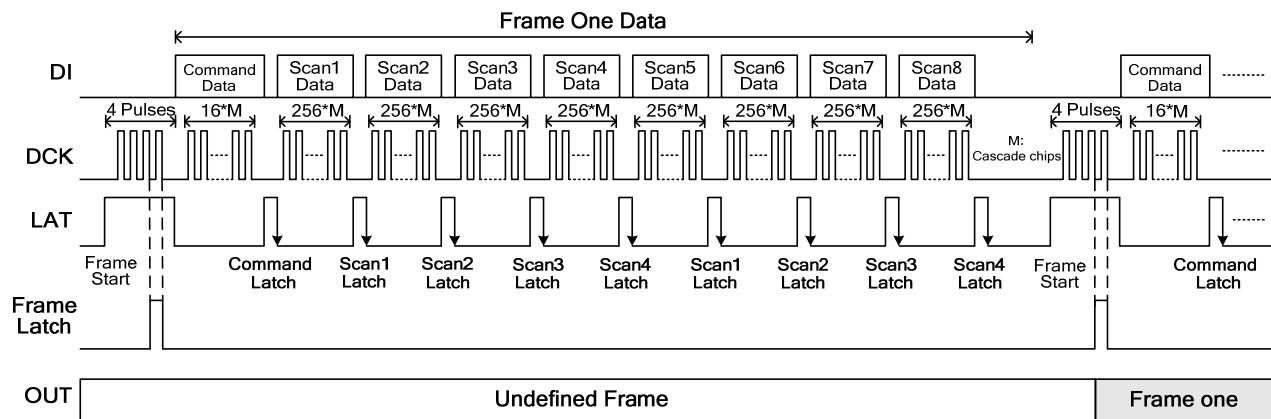 Frame One Data
DI
Command Data
Scan1 Data
Scan2 Data
Scan3 Data
Scan4 Data
Scan5 Data
Scan6 Data
Scan7 Data
Scan8 Data
Command Data
4 Pulses
16*M
256*M
256*M
256*M
256*M
256*M
256*M
256*M
256*M
4 Pulses
16*M
DCK
M:
Cascade chips
LAT
Frame Start
Command Latch
Scan1 Latch
Scan2 Latch
Scan3 Latch
Scan4 Latch
Scan1 Latch
Scan2 Latch
Scan3 Latch
Scan4 Latch
Frame Start
Command Latch
Frame Latch
OUT
Undefined Frame
Frame one